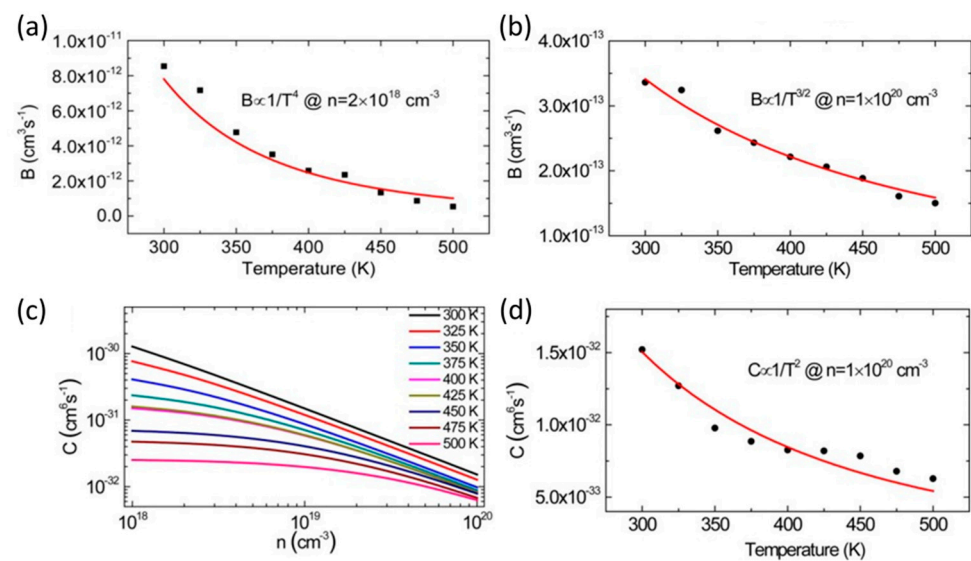 (a)
1.0x10⁻¹¹
8.0x10⁻¹²
6.0x10⁻¹²
4.0x10⁻¹²
2.0x10⁻¹²
0.0
B (cm³s⁻¹)
B∝1/T⁴ @ n=2×10¹⁸ cm⁻³
300 350 400 450 500
Temperature (K)
(b)
4.0x10⁻¹³
3.0x10⁻¹³
2.0x10⁻¹³
1.0x10⁻¹³
B (cm³s⁻¹)
B∝1/T³ᐟ² @ n=1×10²⁰ cm⁻³
300 350 400 450 500
Temperature (K)
(c)
10⁻³⁰
10⁻³¹
10⁻³²
C (cm⁶s⁻¹)
300 K
325 K
350 K
375 K
400 K
425 K
450 K
475 K
500 K
10¹⁸ 10¹⁹ 10²⁰
n (cm⁻³)
(d)
1.5x10⁻³²
1.0x10⁻³²
5.0x10⁻³³
C (cm⁶s⁻¹)
C∝1/T² @ n=1×10²⁰ cm⁻³
300 350 400 450 500
Temperature (K)